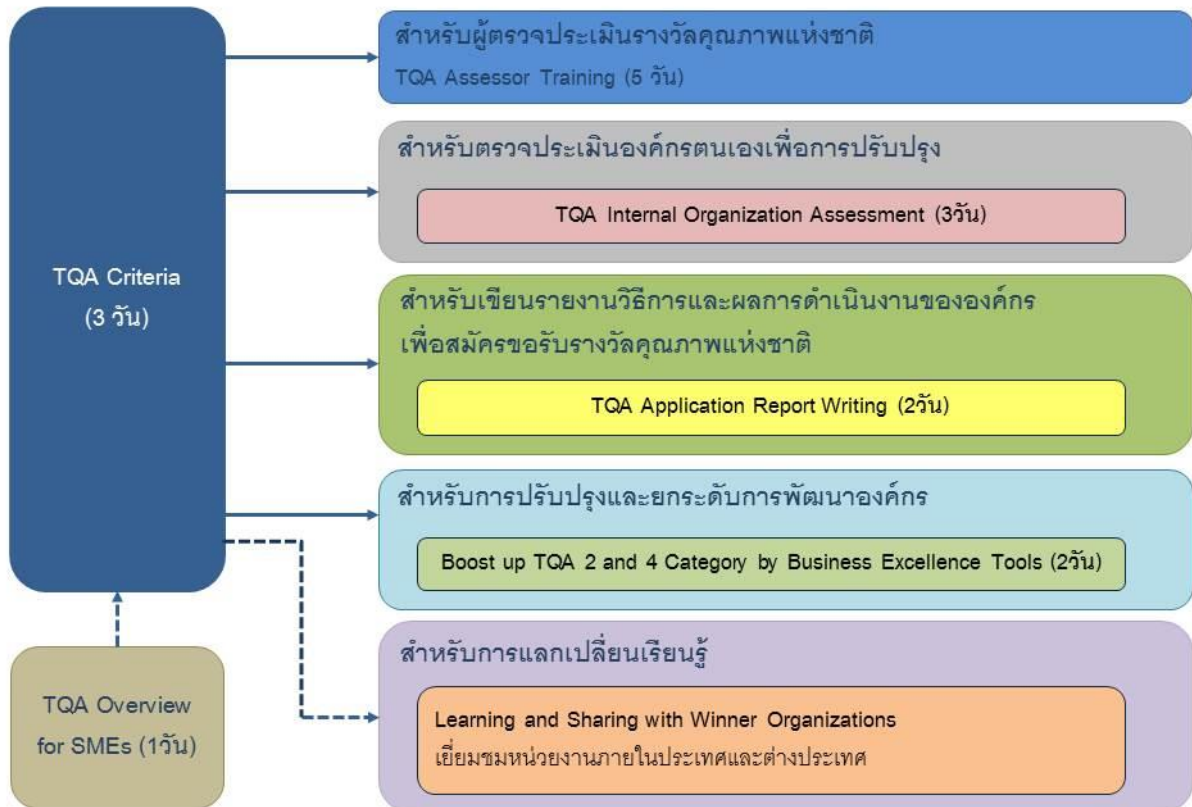 TQA Criteria
(3 วัน)
TQA Overview
for SMEs (1วัน)
สำหรับผู้ตรวจประเมินรางวัลคุณภาพแห่งชาติ
TQA Assessor Training (5 วัน)
สำหรับตรวจประเมินองค์กรตนเองเพื่อการปรับปรุง
TQA Internal Organization Assessment (3วัน)
สำหรับเขียนรายงานวิธีการและผลการดำเนินงานขององค์กร
เพื่อสมัครขอรับรางวัลคุณภาพแห่งชาติ
TQA Application Report Writing (2วัน)
สำหรับการปรับปรุงและยกระดับการพัฒนาองค์กร
Boost up TQA 2 and 4 Category by Business Excellence Tools (2วัน)
สำหรับการแลกเปลี่ยนเรียนรู้
Learning and Sharing with Winner Organizations
เยี่ยมชมหน่วยงานภายในประเทศและต่างประเทศ